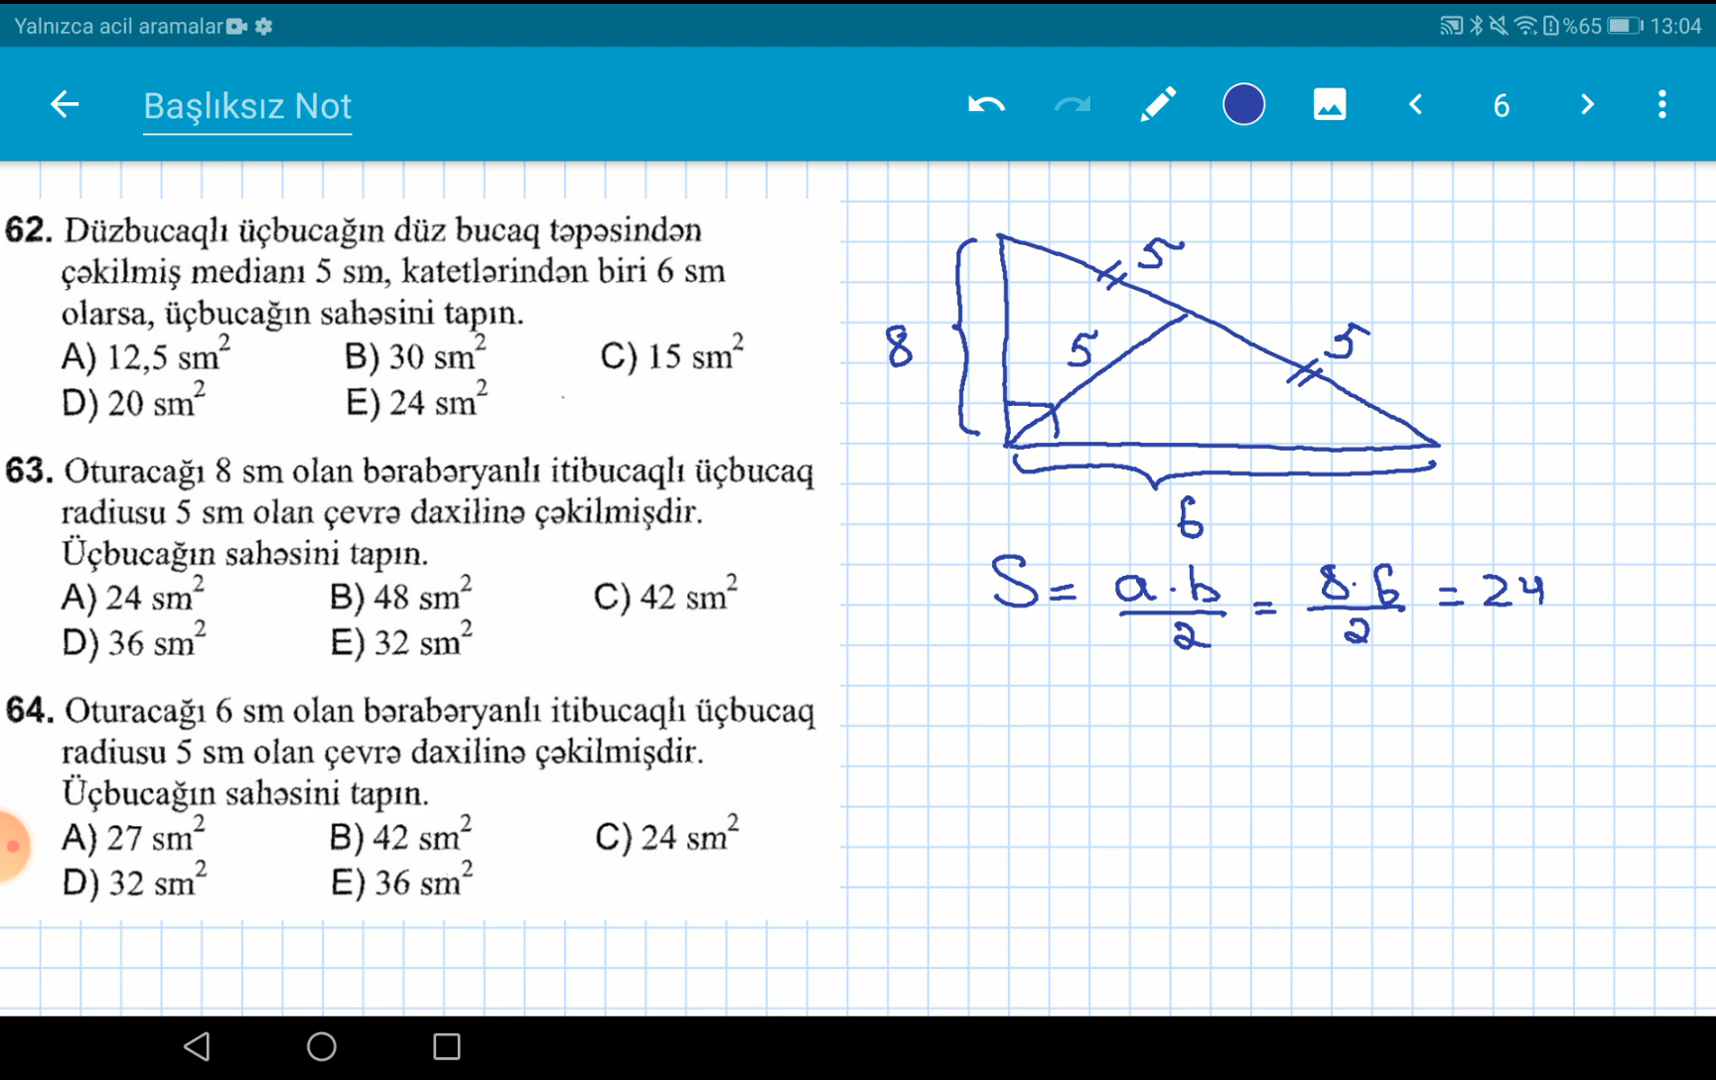 Yalnızca acil aramalar
%65 13:04
Başlıksız Not
6
62. Düzbucaqlı üçbucağın düz bucaq təpəsindən
çəkilmiş medianı 5 sm, katetlərindən biri 6 sm
olarsa, üçbucağın sahəsini tapın.
A) 12,5 sm² B) 30 sm² C) 15 sm²
D) 20 sm² E) 24 sm²
63. Oturacağı 8 sm olan bərabəryanlı itibucaqlı üçbucaq
radiusu 5 sm olan çevrə daxilinə çəkilmişdir.
Üçbucağın sahəsini tapın.
A) 24 sm² B) 48 sm² C) 42 sm²
D) 36 sm² E) 32 sm²
64. Oturacağı 6 sm olan bərabəryanlı itibucaqlı üçbucaq
radiusu 5 sm olan çevrə daxilinə çəkilmişdir.
Üçbucağın sahəsini tapın.
A) 27 sm² B) 42 sm² C) 24 sm²
D) 32 sm² E) 36 sm²
5
8 5 5
6
S = a·b/2 = 8·6/2 = 24